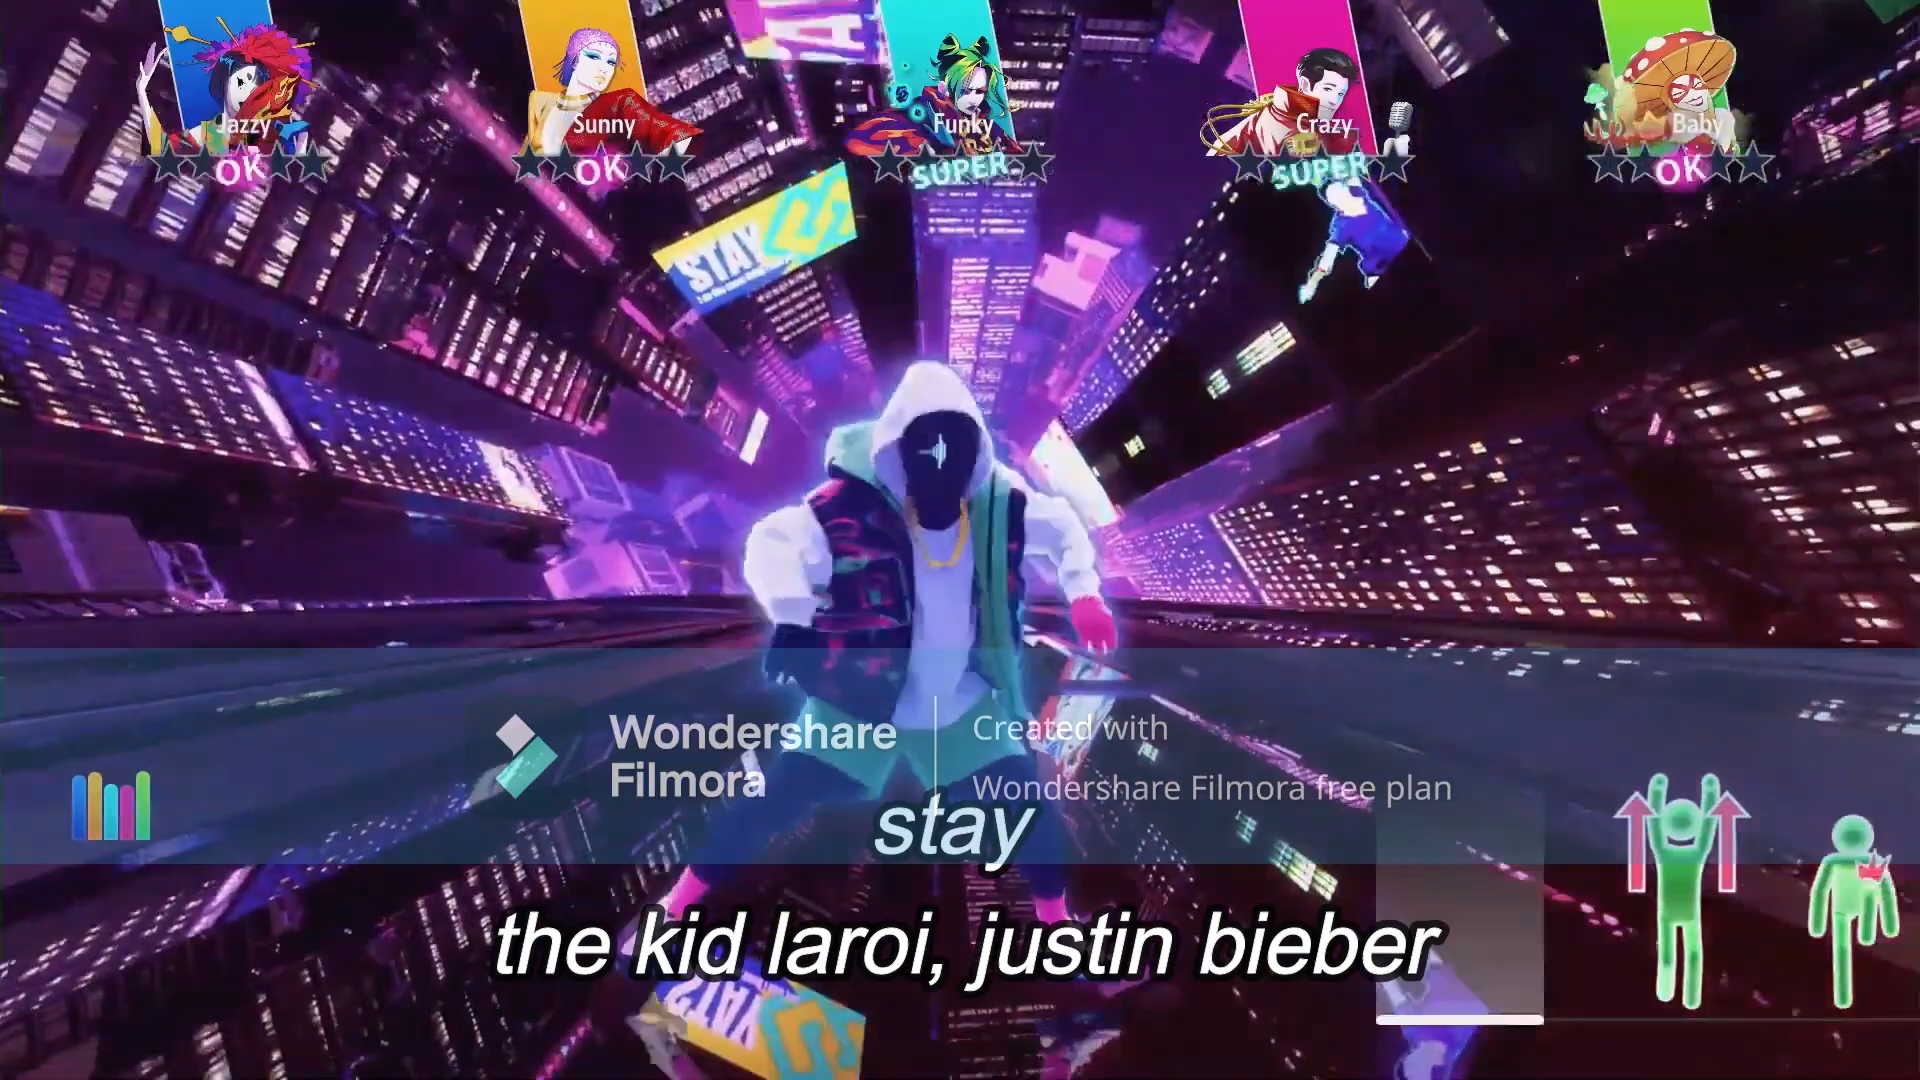 Jazzy
Sunny
Funky
Crazy
Baby
OK
OK
SUPER
SUPER
OK
STAY
Wondershare
Filmora
Created with
Wondershare Filmora free plan
stay
the kid laroi, justin bieber